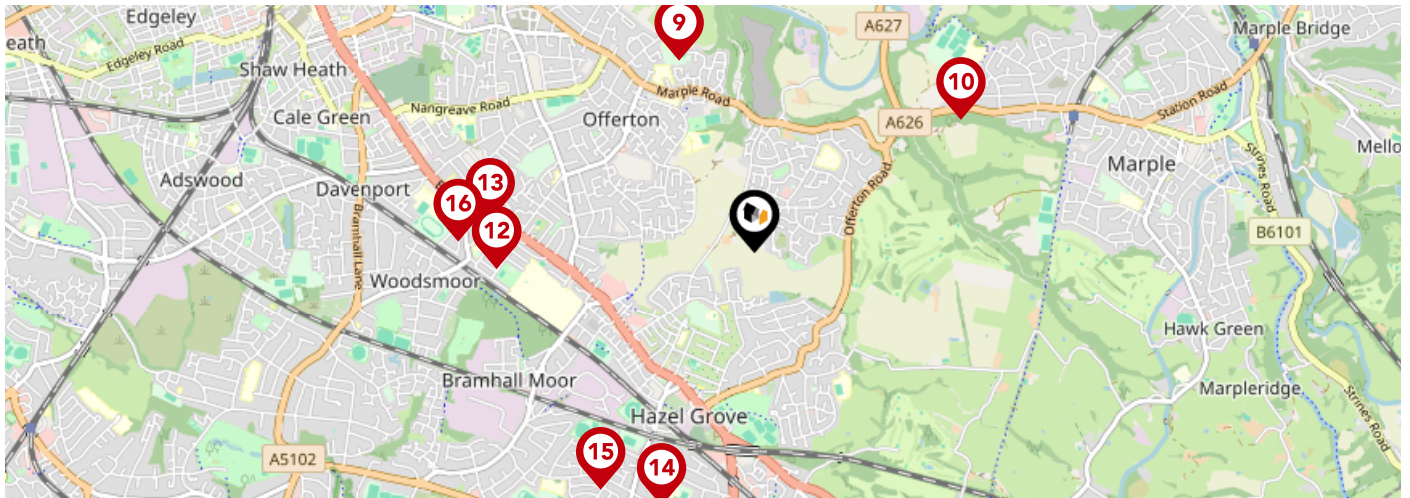 Edgeley
9
A627
Marple Bridge
eath
Edgeley Road
Shaw Heath
10
Marple Road
Nangreave Road
Station Road
Cale Green
Offerton
A626
Marple
Mello
Adswood
Davenport
13
16
12
Strines Road
Offerton Road
Bramhall Lane
B6101
Woodsmoor
Hawk Green
Bramhall Moor
Marpleridge
Hazel Grove
Strines Road
A5102
15
14